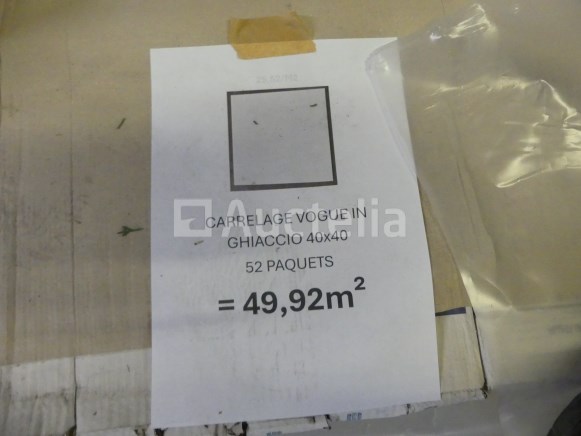 CARRELAGE VOGUE IN
GHIACCIO 40x40
52 PAQUETS
= 49,92m²
Auctelia